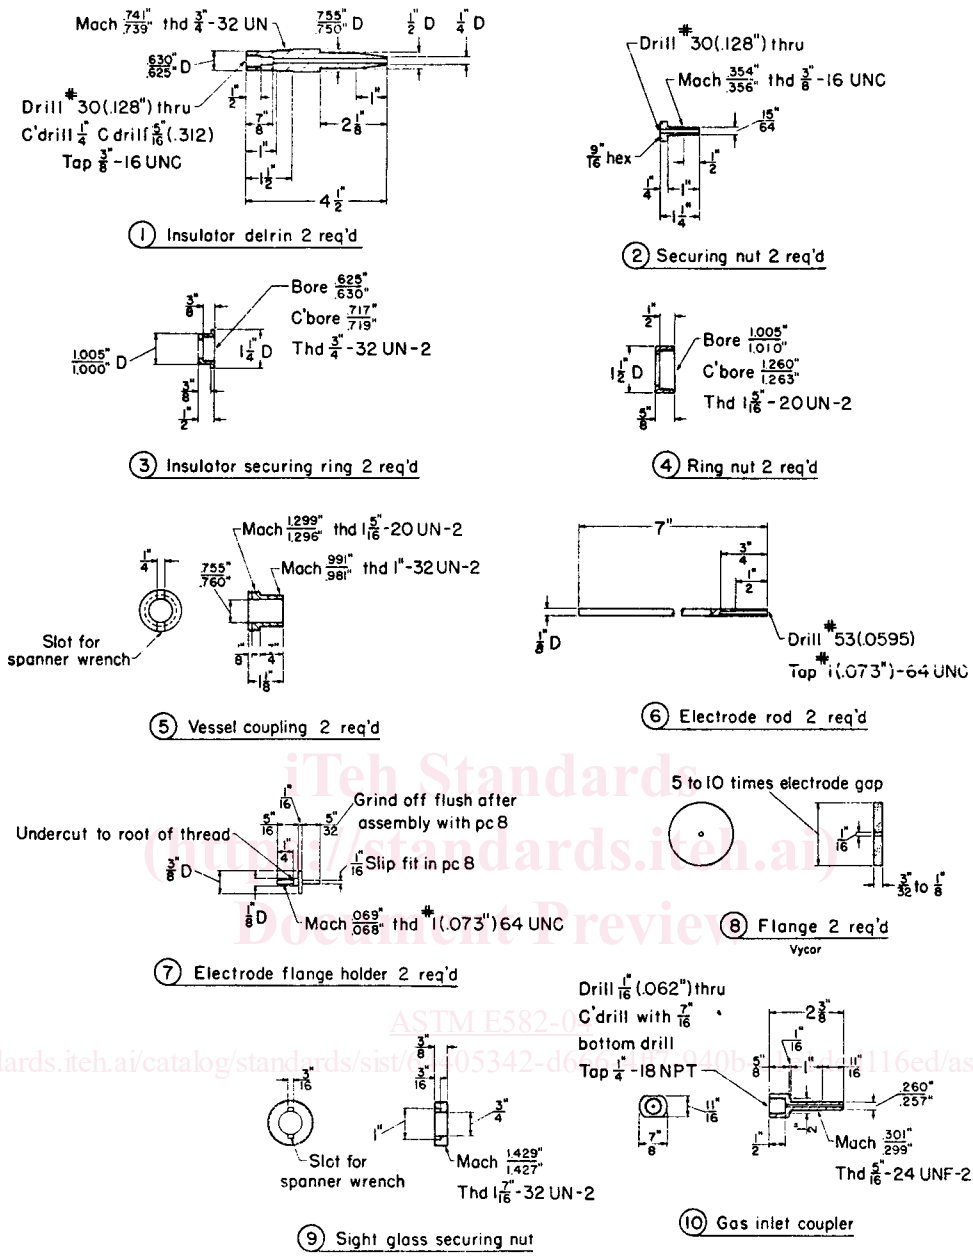 Mach .741"/.739" thd 3/4"-32 UN
.755"/.750" D
1/2" D
1/4" D
.630"/.625" D
1/2"
Drill #30(.128") thru
C'drill 1/4" C drill 5/16"(.312)
Tap 3/8"-16 UNC
7/8"
1"
1 1/2"
1"
2 1/8"
4 1/2"
1 Insulator delrin 2 req'd
Drill #30(.128") thru
Mach .354"/.356" thd 3/8"-16 UNC
15"/64
9"/16 hex
1/2"
1/4"
1"
1 1/4"
2 Securing nut 2 req'd
3/8"
Bore .625"/.630"
C'bore .717"/.719"
Thd 3/4"-32 UN-2
1.005"/1.000" D
1 1/4" D
3/8"
1/2"
3 Insulator securing ring 2 req'd
1/2"
Bore 1.005"/1.010"
C'bore 1.260"/1.263"
Thd 1 5/16"-20 UN-2
1 1/2" D
5/8"
4 Ring nut 2 req'd
Mach 1.299"/1.296" thd 1 5/16"-20 UN-2
Mach .991"/.981" thd 1"-32 UN-2
1/4"
.755"/.760"
Slot for
spanner wrench
1 1/8"
5 Vessel coupling 2 req'd
7"
3/4"
1/2"
1/8" D
Drill #53(.0595)
Tap #1(.073")-64 UNC
6 Electrode rod 2 req'd
1/16"
5/16"
5/32"
Grind off flush after
assembly with pc 8
Undercut to root of thread
1/4"
1/16" Slip fit in pc 8
3/8" D
1/8" D
Mach .069"/.068" thd #1(.073") 64 UNC
7 Electrode flange holder 2 req'd
5 to 10 times electrode gap
1/16"
3/32" to 1/8"
8 Flange 2 req'd
Vycor
iTeh Standards
(https://standards.iteh.ai)
Document Preview
ASTM E582-04
3/8"
3/16"
3/16"
1"
3/4"
Slot for
spanner wrench
Mach 1.429"/1.427"
Thd 1 7/16"-32 UN-2
9 Sight glass securing nut
Drill 1/16"(.062") thru
C'drill with 7/16"
bottom drill
Tap 1/4"-18 NPT
2 3/8"
1/16"
5/8"
1"
11/16"
.260"/.257"
11/16"
7/8"
1/2"
Mach .301"/.299"
Thd 5/16"-24 UNF-2
10 Gas inlet coupler